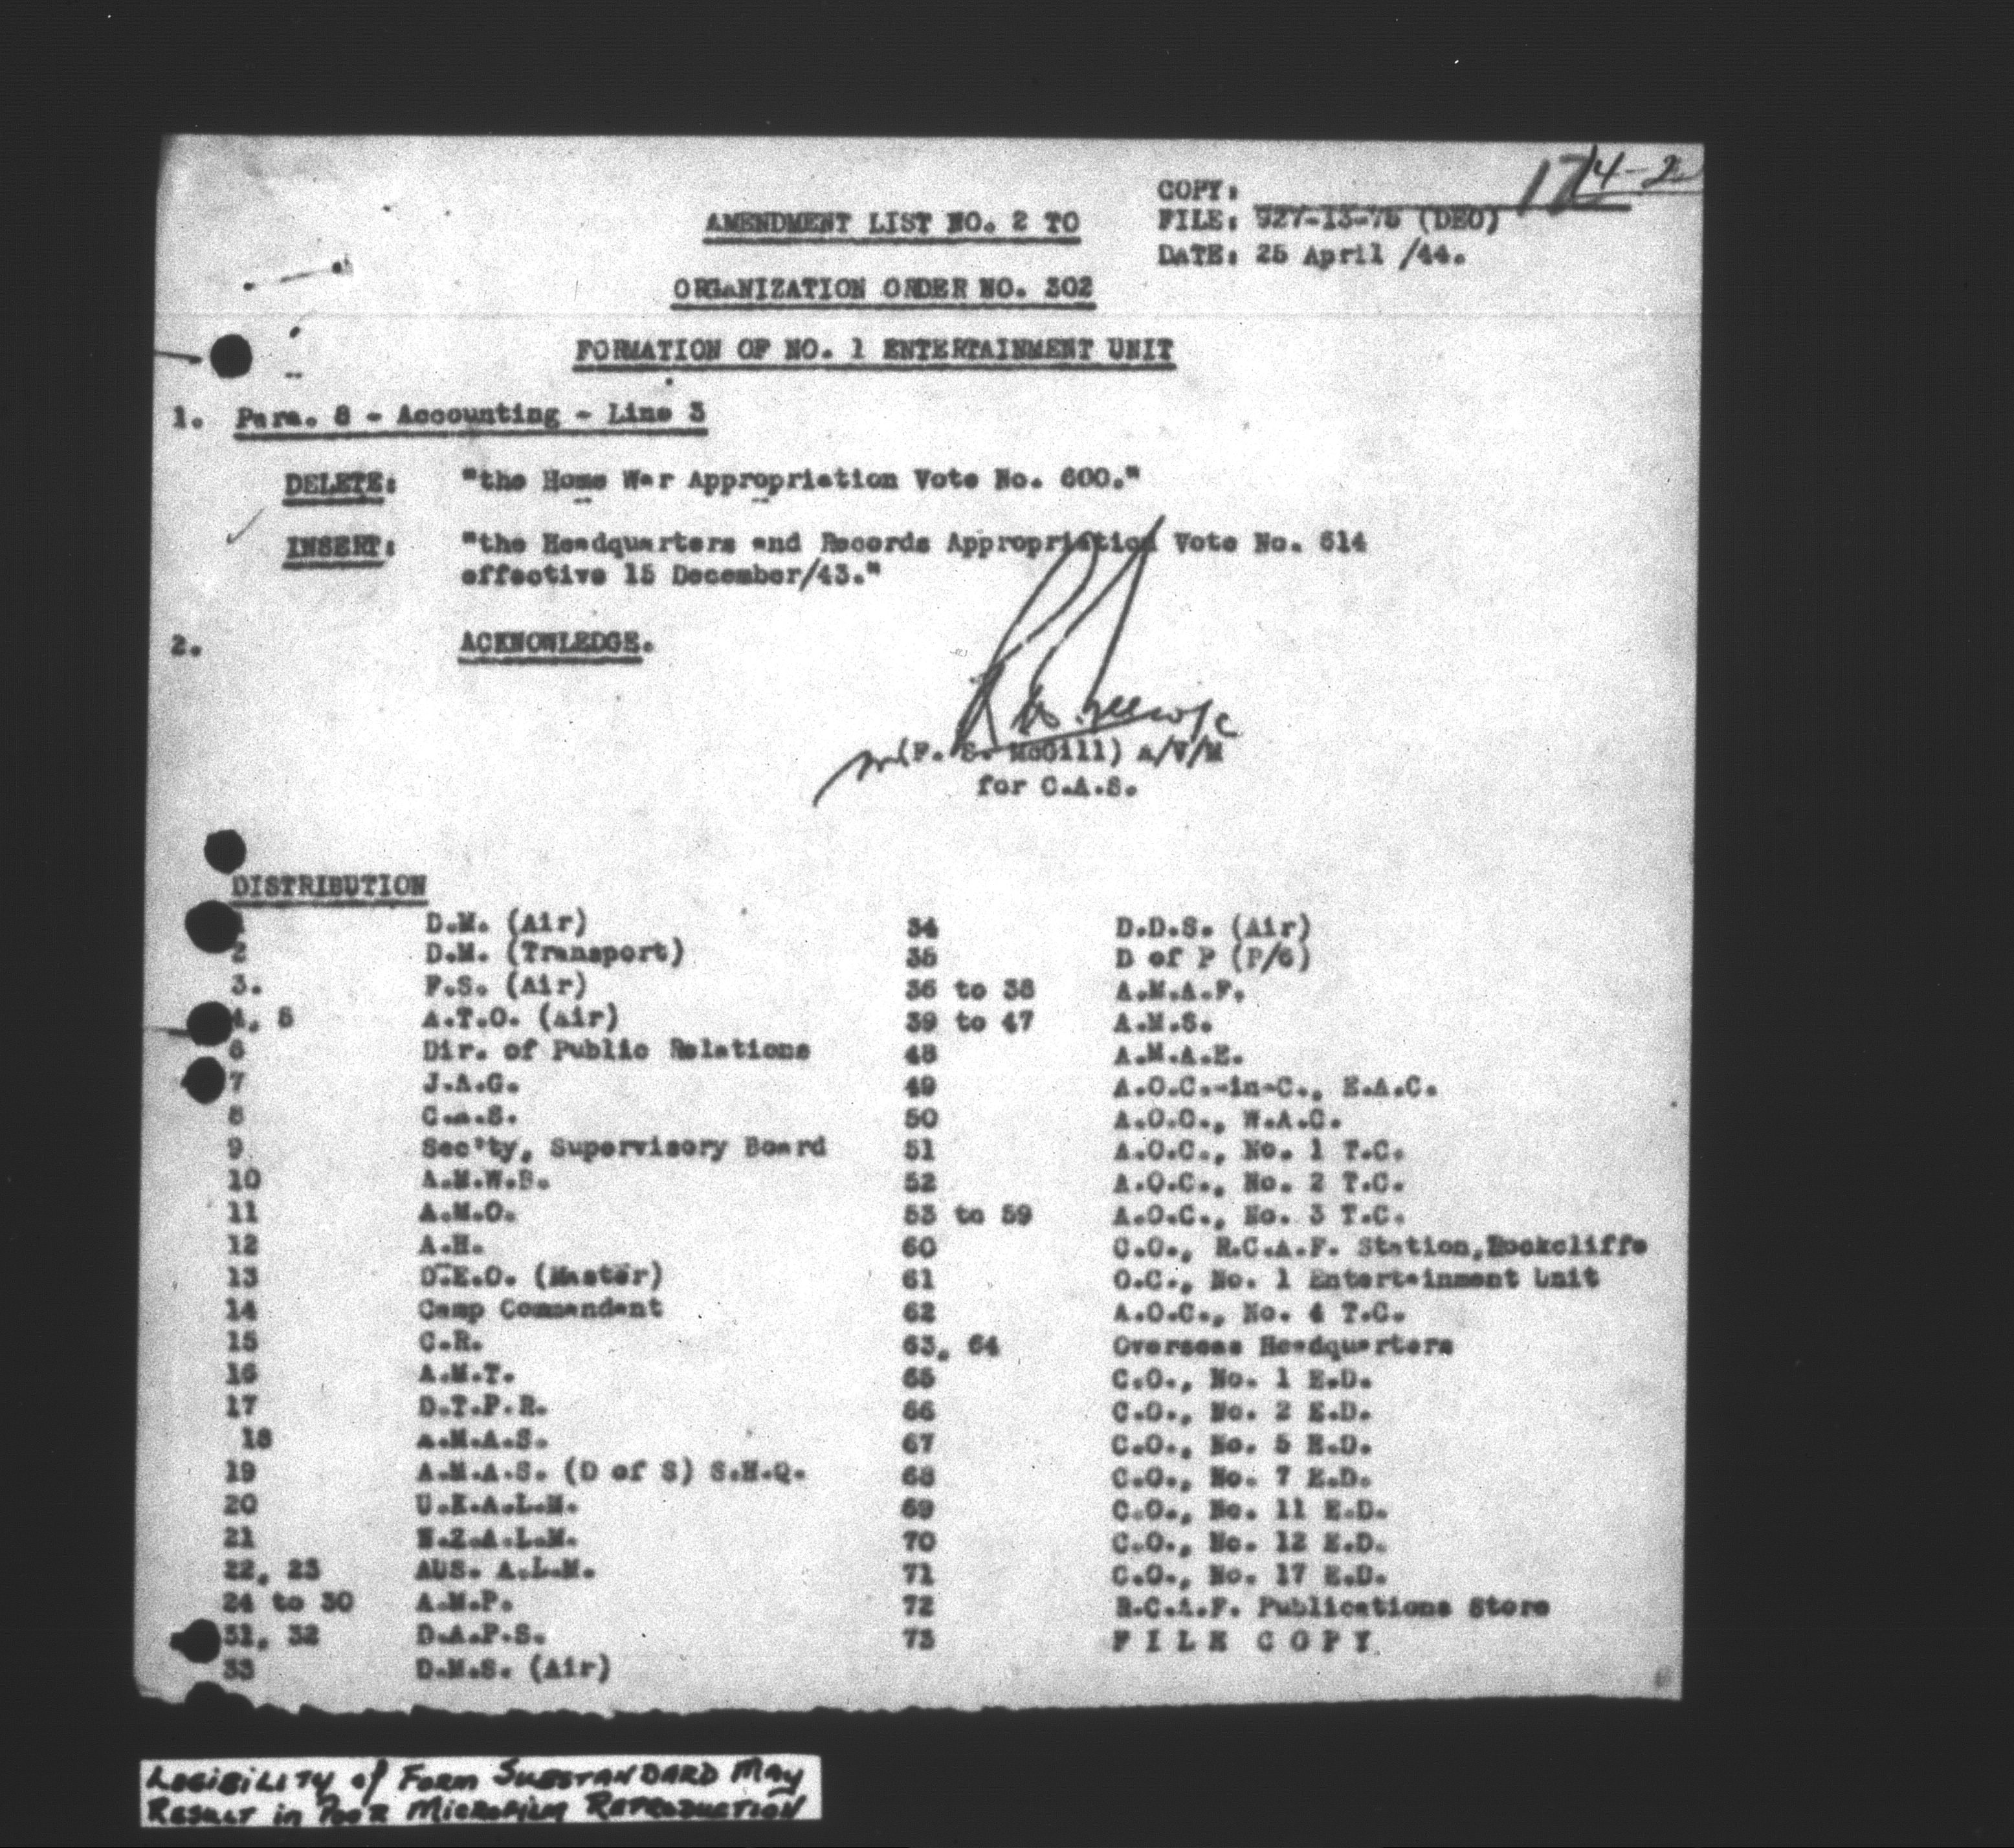 174-2
COPY:
FILE: 927-13-75 (DEO)
DATE: 25 April /44.
AMENDMENT LIST NO. 2 TO
ORGANIZATION ORDER NO. 302
FORMATION OF NO. 1 ENTERTAINMENT UNIT
1. Para. 8 - Accounting - Line 3
DELETE: "the Home War Appropriation Vote No. 600."
INSERT: "the Headquarters and Records Appropriation Vote No. 614
effective 15 December/43."
2. ACKNOWLEDGE.
(F. S. McGill) A/V/M
for C.A.S.
DISTRIBUTION
1 D.M. (Air)
2 D.M. (Transport)
3. F.S. (Air)
4, 5 A.T.O. (Air)
6 Dir. of Public Relations
7 J.A.G.
8 C.A.S.
9 Sec'ty, Supervisory Board
10 A.M.W.S.
11 A.M.O.
12 A.H.
13 D.E.O. (Master)
14 Camp Commandant
15 C.R.
16 A.M.T.
17 D.T.P.R.
18 A.M.A.S.
19 A.M.A.S. (D of S) S.H.Q.
20 U.K.A.L.M.
21 N.Z.A.L.M.
22, 23 AUS. A.L.M.
24 to 30 A.M.P.
31, 32 D.A.P.S.
33 D.M.S. (Air)
34 D.D.S. (Air)
35 D of P (P/6)
36 to 38 A.M.A.F.
39 to 47 A.M.S.
48 A.M.A.E.
49 A.O.C.-in-C., E.A.C.
50 A.O.C., W.A.C.
51 A.O.C., No. 1 T.C.
52 A.O.C., No. 2 T.C.
53 to 59 A.O.C., No. 3 T.C.
60 C.O., R.C.A.F. Station,Rockcliffe
61 O.C., No. 1 Entertainment Unit
62 A.O.C., No. 4 T.C.
63, 64 Overseas Headquarters
65 C.O., No. 1 E.D.
66 C.O., No. 2 E.D.
67 C.O., No. 5 E.D.
68 C.O., No. 7 E.D.
69 C.O., No. 11 E.D.
70 C.O., No. 12 E.D.
71 C.O., No. 17 E.D.
72 R.C.A.F. Publications Store
73 F I L E C O P Y
LEGIBILITY of FORM SUBSTANDARD MAY
RESULT in POOR MICROFILM REPRODUCTION